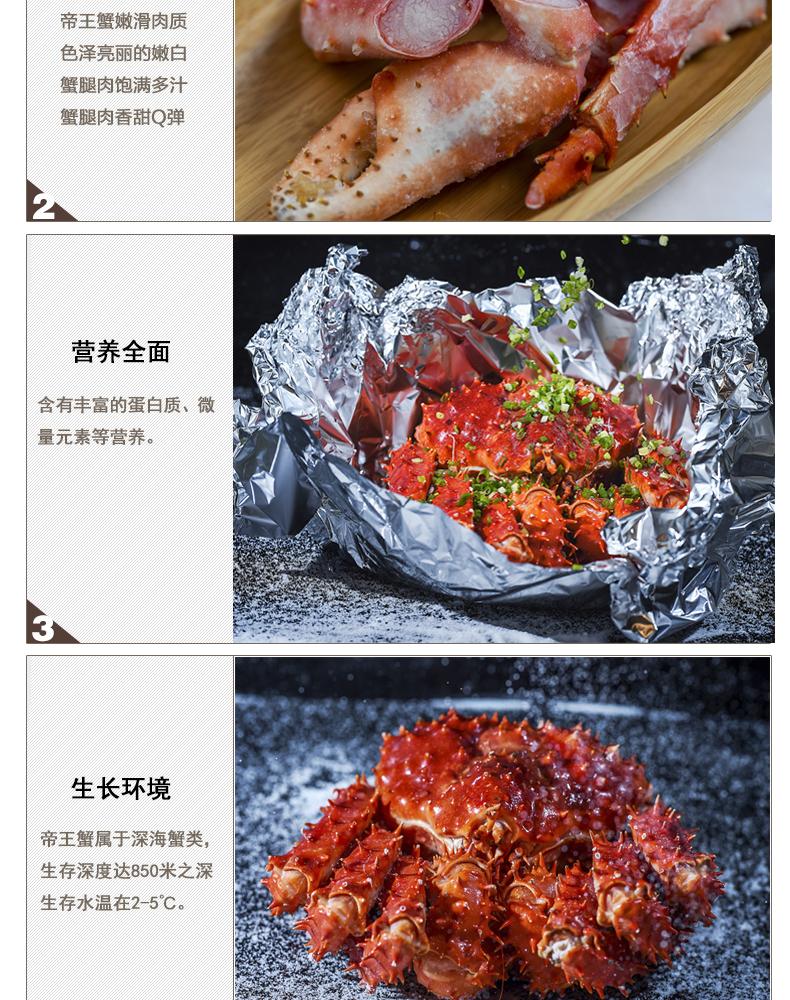 帝王蟹嫩滑肉质
色泽亮丽的嫩白
蟹腿肉饱满多汁
蟹腿肉香甜Q弹
2
营养全面
含有丰富的蛋白质、微
量元素等营养。
3
生长环境
帝王蟹属于深海蟹类，
生存深度达850米之深
生存水温在2-5℃。